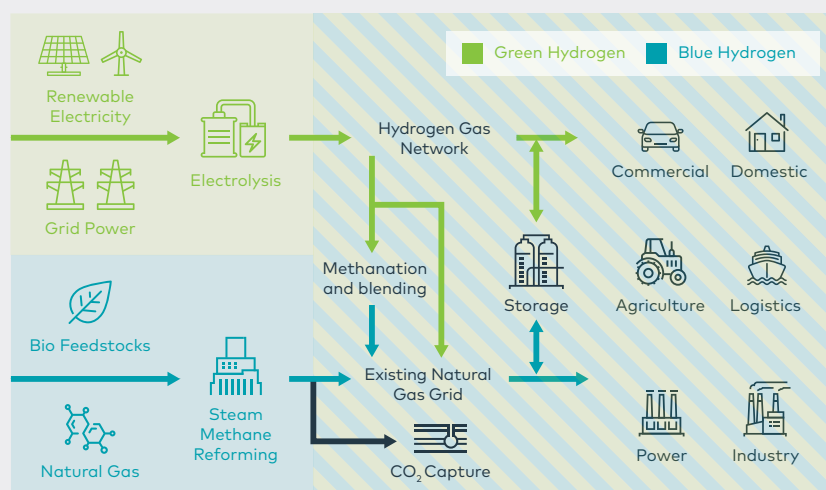 Green Hydrogen
Blue Hydrogen
Renewable
Electricity
Grid Power
Electrolysis
Hydrogen Gas
Network
Commercial
Domestic
Methanation
and blending
Storage
Agriculture
Logistics
Bio Feedstocks
Natural Gas
Steam
Methane
Reforming
Existing Natural
Gas Grid
CO₂ Capture
Power
Industry